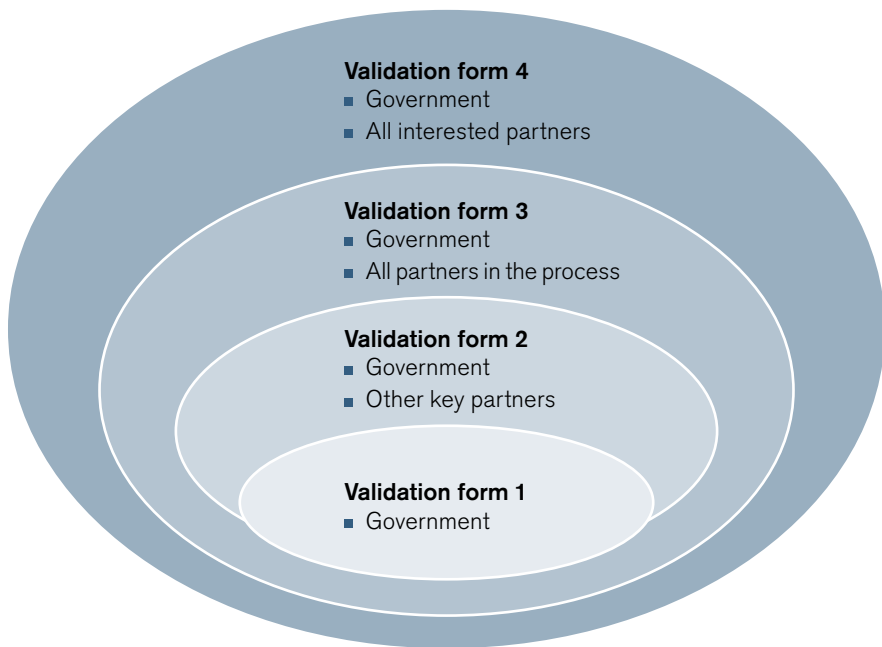 Validation form 4
■ Government
■ All interested partners
Validation form 3
■ Government
■ All partners in the process
Validation form 2
■ Government
■ Other key partners
Validation form 1
■ Government